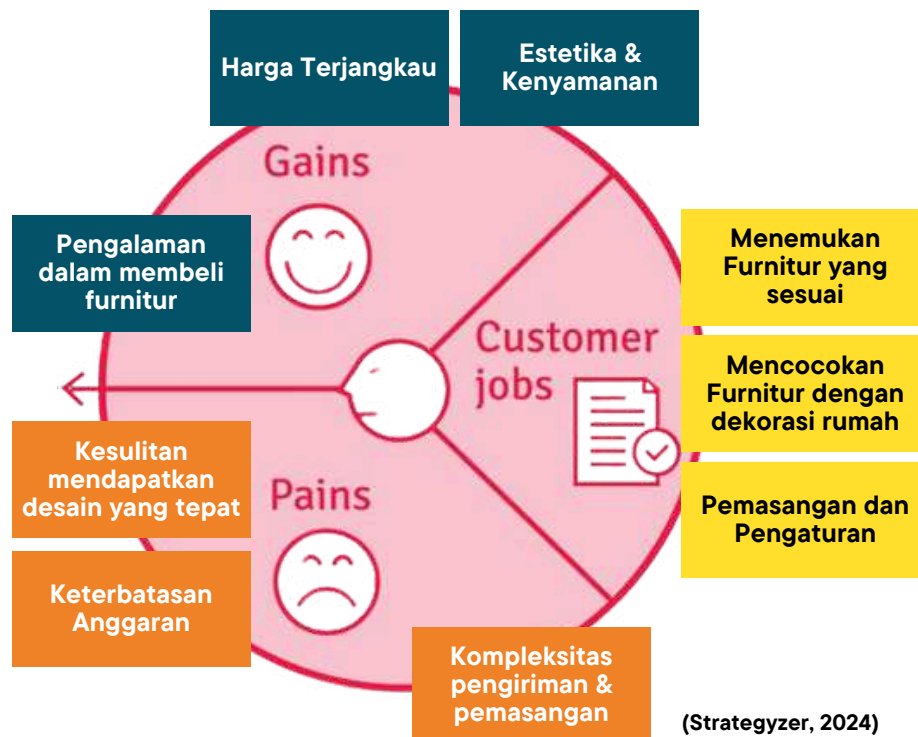 Harga Terjangkau
Estetika &
Kenyamanan
Gains
Pengalaman
dalam membeli
furnitur
Menemukan
Furnitur yang
sesuai
Customer
jobs
Mencocokan
Furnitur dengan
dekorasi rumah
Kesulitan
mendapatkan
desain yang tepat
Pains
Pemasangan dan
Pengaturan
Keterbatasan
Anggaran
Kompleksitas
pengiriman &
pemasangan
(Strategyzer, 2024)